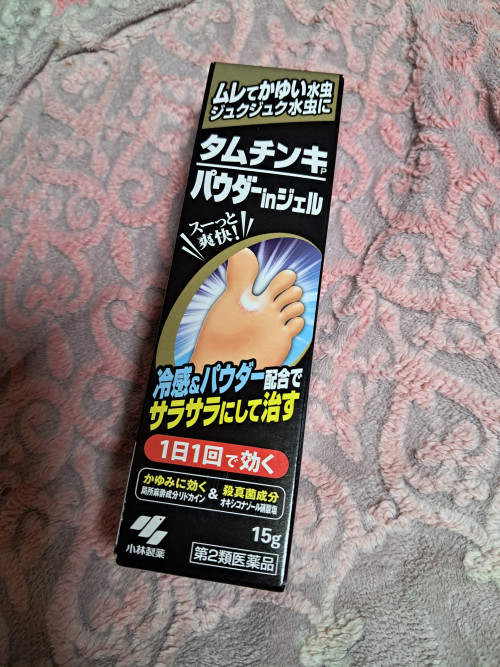 ムレてかゆい水虫
ジュクジュク水虫に
タムチンキP
パウダーinジェル
スーっと
爽快!
冷感&パウダー配合で
サラサラにして治す
1日1回で効く
かゆみに効く & 殺真菌成分
局所麻酔成分リドカイン オキシコナゾール硝酸塩
15g
小林製薬
第2類医薬品